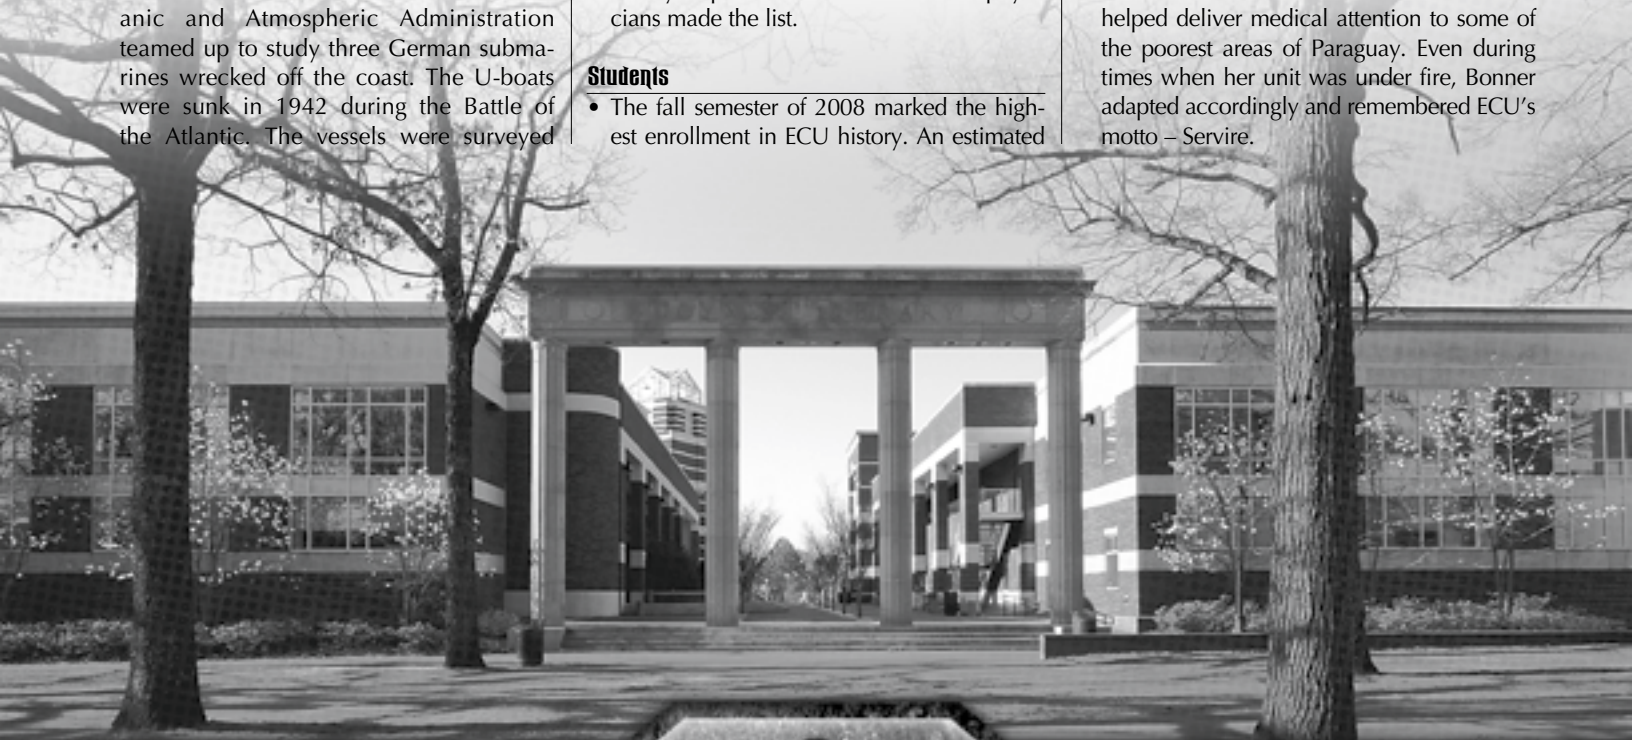 anic and Atmospheric Administration
teamed up to study three German subma-
rines wrecked off the coast. The U-boats
were sunk in 1942 during the Battle of
the Atlantic. The vessels were surveyed
cians made the list.
Students
• The fall semester of 2008 marked the high-
est enrollment in ECU history. An estimated
helped deliver medical attention to some of
the poorest areas of Paraguay. Even during
times when her unit was under fire, Bonner
adapted accordingly and remembered ECU’s
motto – Servire.